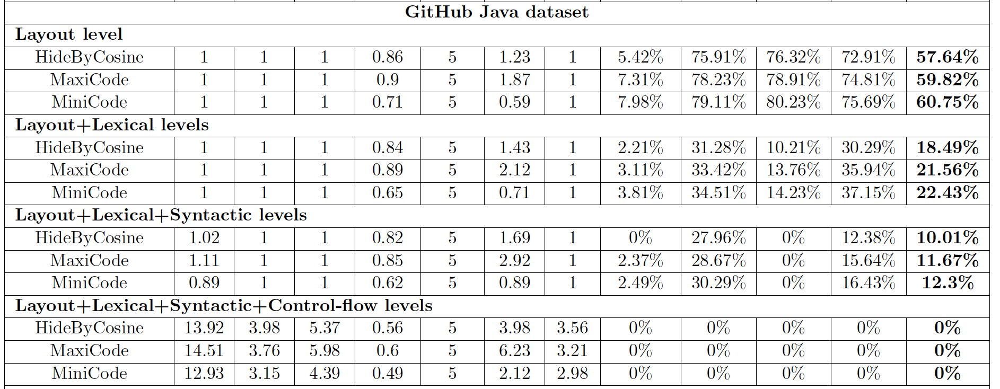 GitHub Java dataset
Layout level
HideByCosine 1 1 1 0.86 5 1.23 1 5.42% 75.91% 76.32% 72.91% 57.64%
MaxiCode 1 1 1 0.9 5 1.87 1 7.31% 78.23% 78.91% 74.81% 59.82%
MiniCode 1 1 1 0.71 5 0.59 1 7.98% 79.11% 80.23% 75.69% 60.75%
Layout+Lexical levels
HideByCosine 1 1 1 0.84 5 1.43 1 2.21% 31.28% 10.21% 30.29% 18.49%
MaxiCode 1 1 1 0.89 5 2.12 1 3.11% 33.42% 13.76% 35.94% 21.56%
MiniCode 1 1 1 0.65 5 0.71 1 3.81% 34.51% 14.23% 37.15% 22.43%
Layout+Lexical+Syntactic levels
HideByCosine 1.02 1 1 0.82 5 1.69 1 0% 27.96% 0% 12.38% 10.01%
MaxiCode 1.11 1 1 0.85 5 2.92 1 2.37% 28.67% 0% 15.64% 11.67%
MiniCode 0.89 1 1 0.62 5 0.89 1 2.49% 30.29% 0% 16.43% 12.3%
Layout+Lexical+Syntactic+Control-flow levels
HideByCosine 13.92 3.98 5.37 0.56 5 3.98 3.56 0% 0% 0% 0% 0%
MaxiCode 14.51 3.76 5.98 0.6 5 6.23 3.21 0% 0% 0% 0% 0%
MiniCode 12.93 3.15 4.39 0.49 5 2.12 2.98 0% 0% 0% 0% 0%